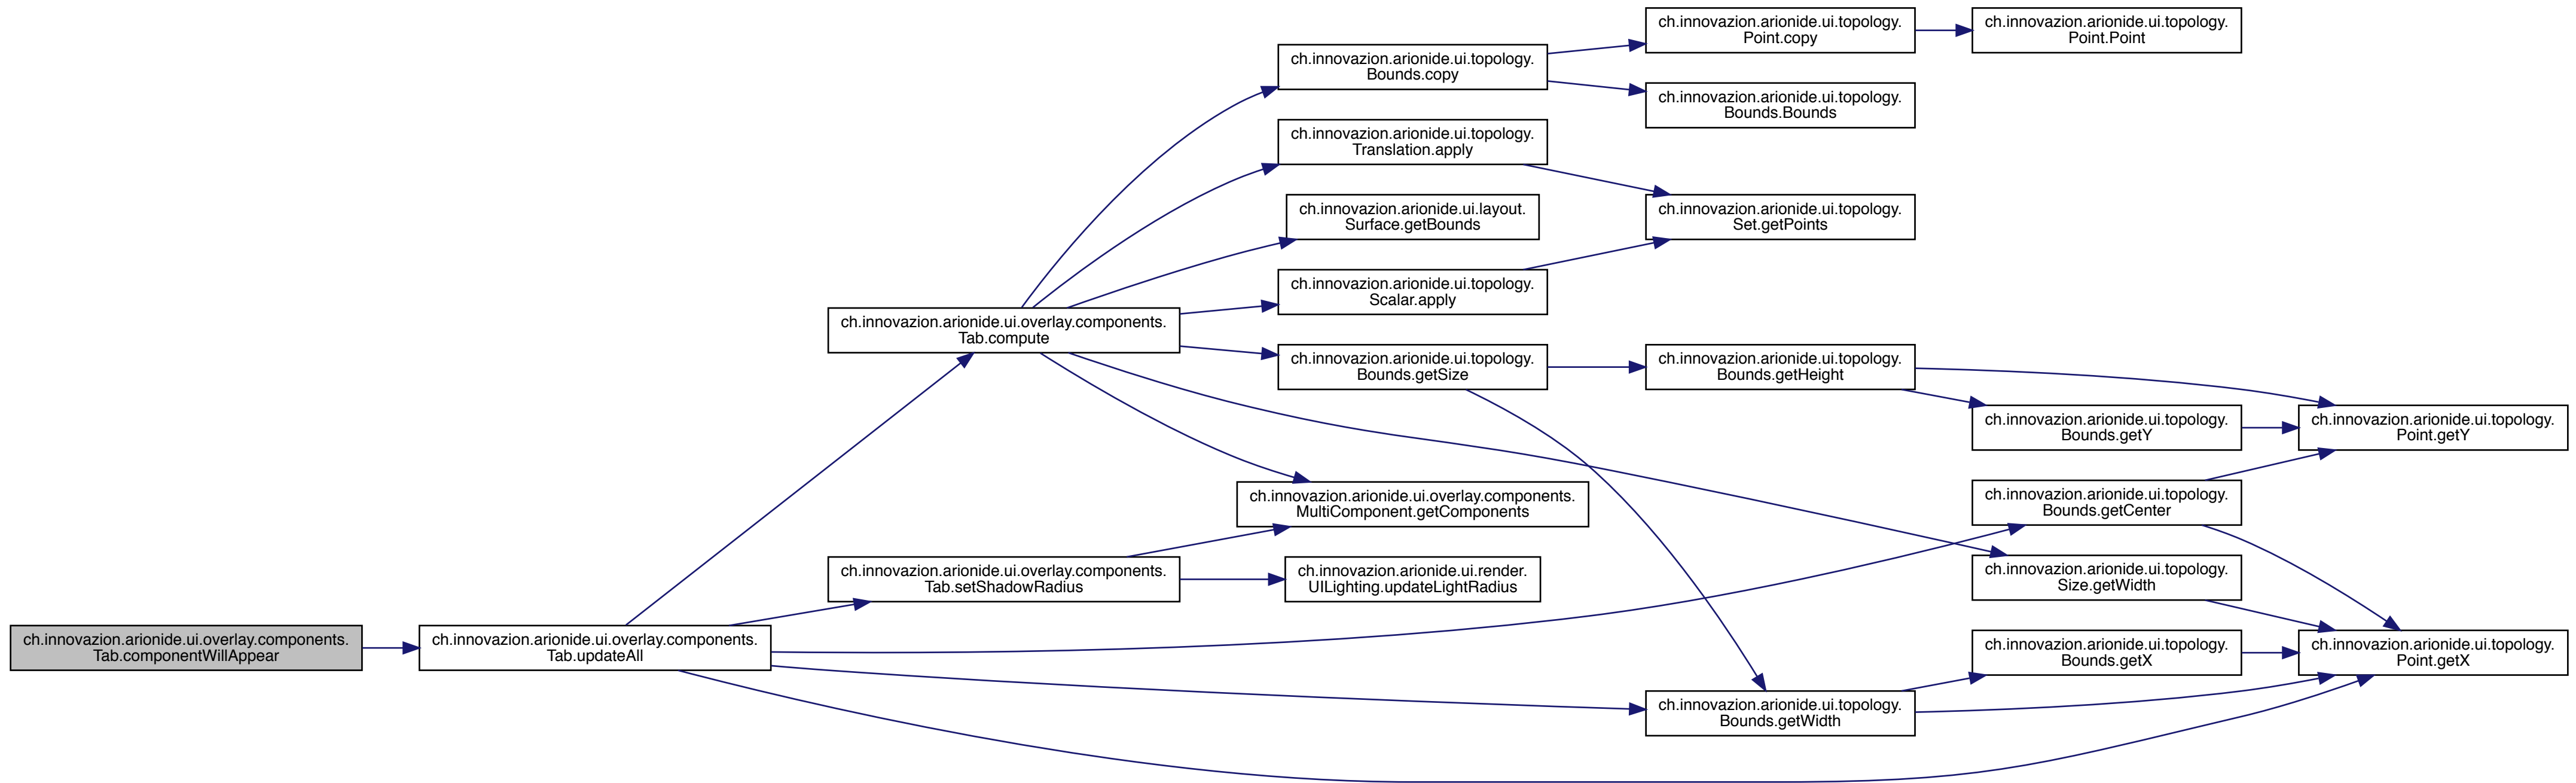 ch.innovazion.arionide.ui.overlay.components.
Tab.componentWillAppear
ch.innovazion.arionide.ui.overlay.components.
Tab.updateAll
ch.innovazion.arionide.ui.overlay.components.
Tab.compute
ch.innovazion.arionide.ui.overlay.components.
Tab.setShadowRadius
ch.innovazion.arionide.ui.topology.
Bounds.copy
ch.innovazion.arionide.ui.topology.
Translation.apply
ch.innovazion.arionide.ui.layout.
Surface.getBounds
ch.innovazion.arionide.ui.topology.
Scalar.apply
ch.innovazion.arionide.ui.topology.
Bounds.getSize
ch.innovazion.arionide.ui.overlay.components.
MultiComponent.getComponents
ch.innovazion.arionide.ui.render.
UILighting.updateLightRadius
ch.innovazion.arionide.ui.topology.
Point.copy
ch.innovazion.arionide.ui.topology.
Bounds.Bounds
ch.innovazion.arionide.ui.topology.
Set.getPoints
ch.innovazion.arionide.ui.topology.
Bounds.getHeight
ch.innovazion.arionide.ui.topology.
Bounds.getWidth
ch.innovazion.arionide.ui.topology.
Point.Point
ch.innovazion.arionide.ui.topology.
Bounds.getY
ch.innovazion.arionide.ui.topology.
Bounds.getCenter
ch.innovazion.arionide.ui.topology.
Size.getWidth
ch.innovazion.arionide.ui.topology.
Bounds.getX
ch.innovazion.arionide.ui.topology.
Point.getY
ch.innovazion.arionide.ui.topology.
Point.getX